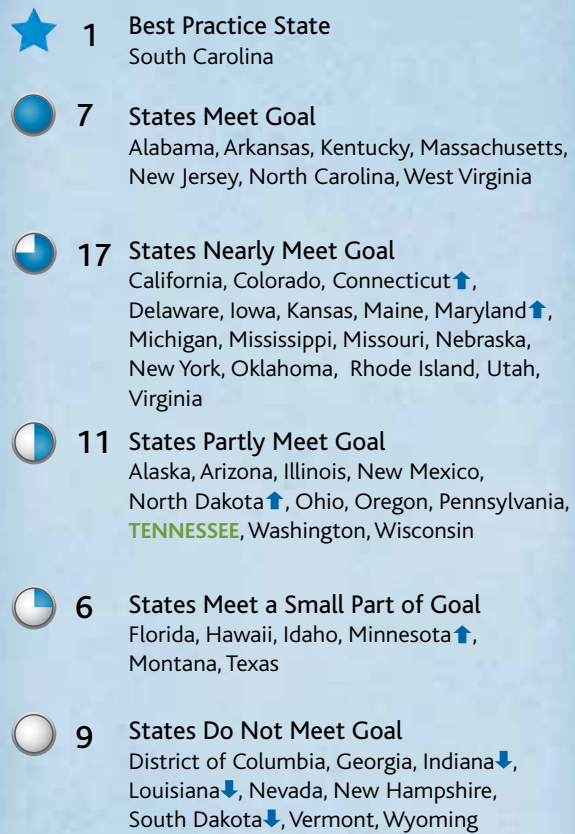 1 Best Practice State
South Carolina
7 States Meet Goal
Alabama, Arkansas, Kentucky, Massachusetts,
New Jersey, North Carolina, West Virginia
17 States Nearly Meet Goal
California, Colorado, Connecticut⬆,
Delaware, Iowa, Kansas, Maine, Maryland⬆,
Michigan, Mississippi, Missouri, Nebraska,
New York, Oklahoma, Rhode Island, Utah,
Virginia
11 States Partly Meet Goal
Alaska, Arizona, Illinois, New Mexico,
North Dakota⬆, Ohio, Oregon, Pennsylvania,
TENNESSEE, Washington, Wisconsin
6 States Meet a Small Part of Goal
Florida, Hawaii, Idaho, Minnesota⬆,
Montana, Texas
9 States Do Not Meet Goal
District of Columbia, Georgia, Indiana⬇,
Louisiana⬇, Nevada, New Hampshire,
South Dakota⬇, Vermont, Wyoming